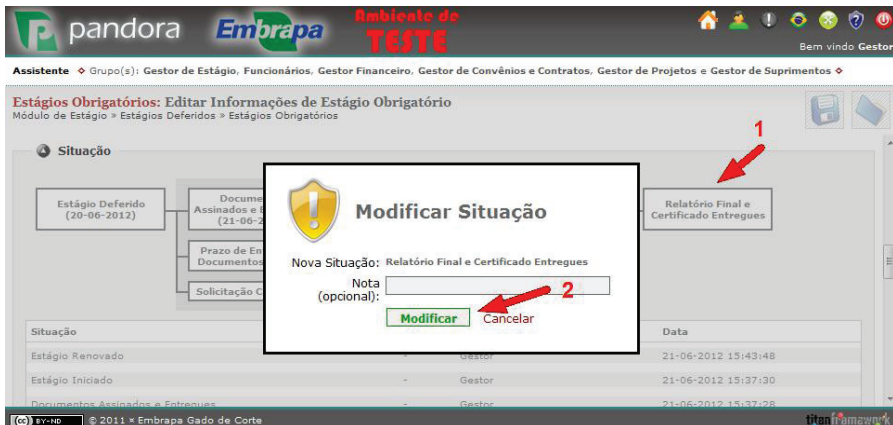 pandora Embrapa Ambiente de
TESTE
Bem vindo Gestor
Assistente Grupo(s): Gestor de Estágio, Funcionários, Gestor Financeiro, Gestor de Convênios e Contratos, Gestor de Projetos e Gestor de Suprimentos
Estágios Obrigatórios: Editar Informações de Estágio Obrigatório
Módulo de Estágio » Estágios Deferidos » Estágios Obrigatórios
1
Situação
Estágio Deferido
(20-06-2012)
Docume
Assinados e E
(21-06-2
Prazo de En
Documentos
Solicitação C
Relatório Final e
Certificado Entregues
Modificar Situação
Nova Situação: Relatório Final e Certificado Entregues
Nota
(opcional):
2
Modificar Cancelar
Situação Data
Estágio Renovado - Gestor 21-06-2012 15:43:48
Estágio Iniciado - Gestor 21-06-2012 15:37:30
Documentos Assinados e Entregues - Gestor 21-06-2012 15:37:28
(cc) BY-ND © 2011 × Embrapa Gado de Corte titanframework